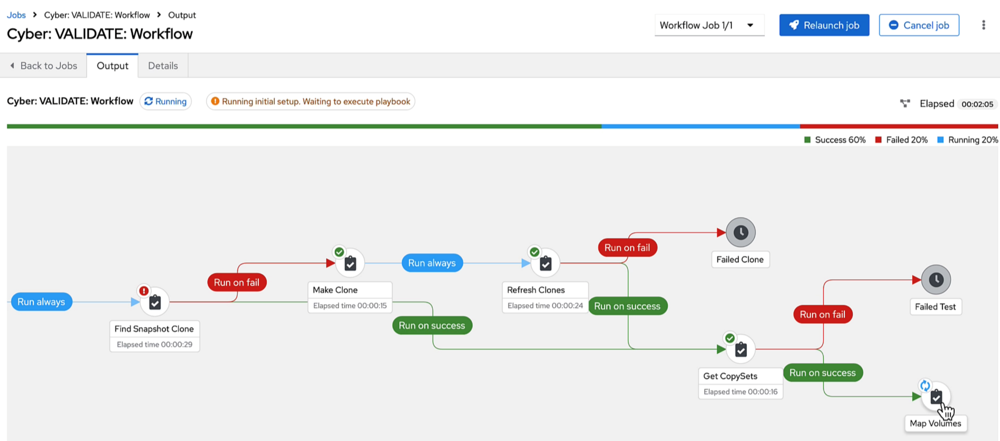 Jobs > Cyber: VALIDATE: Workflow > Output
Cyber: VALIDATE: Workflow
Workflow Job 1/1
Relaunch job
Cancel job
Back to Jobs
Output
Details
Cyber: VALIDATE: Workflow
Running
Running initial setup. Waiting to execute playbook
Elapsed 00:02:05
Success 60%
Failed 20%
Running 20%
Run always
Find Snapshot Clone
Elapsed time 00:00:29
Run on fail
Make Clone
Elapsed time 00:00:15
Run on success
Run always
Refresh Clones
Elapsed time 00:00:24
Run on fail
Failed Clone
Run on success
Get CopySets
Elapsed time 00:00:16
Run on fail
Failed Test
Run on success
Map Volumes